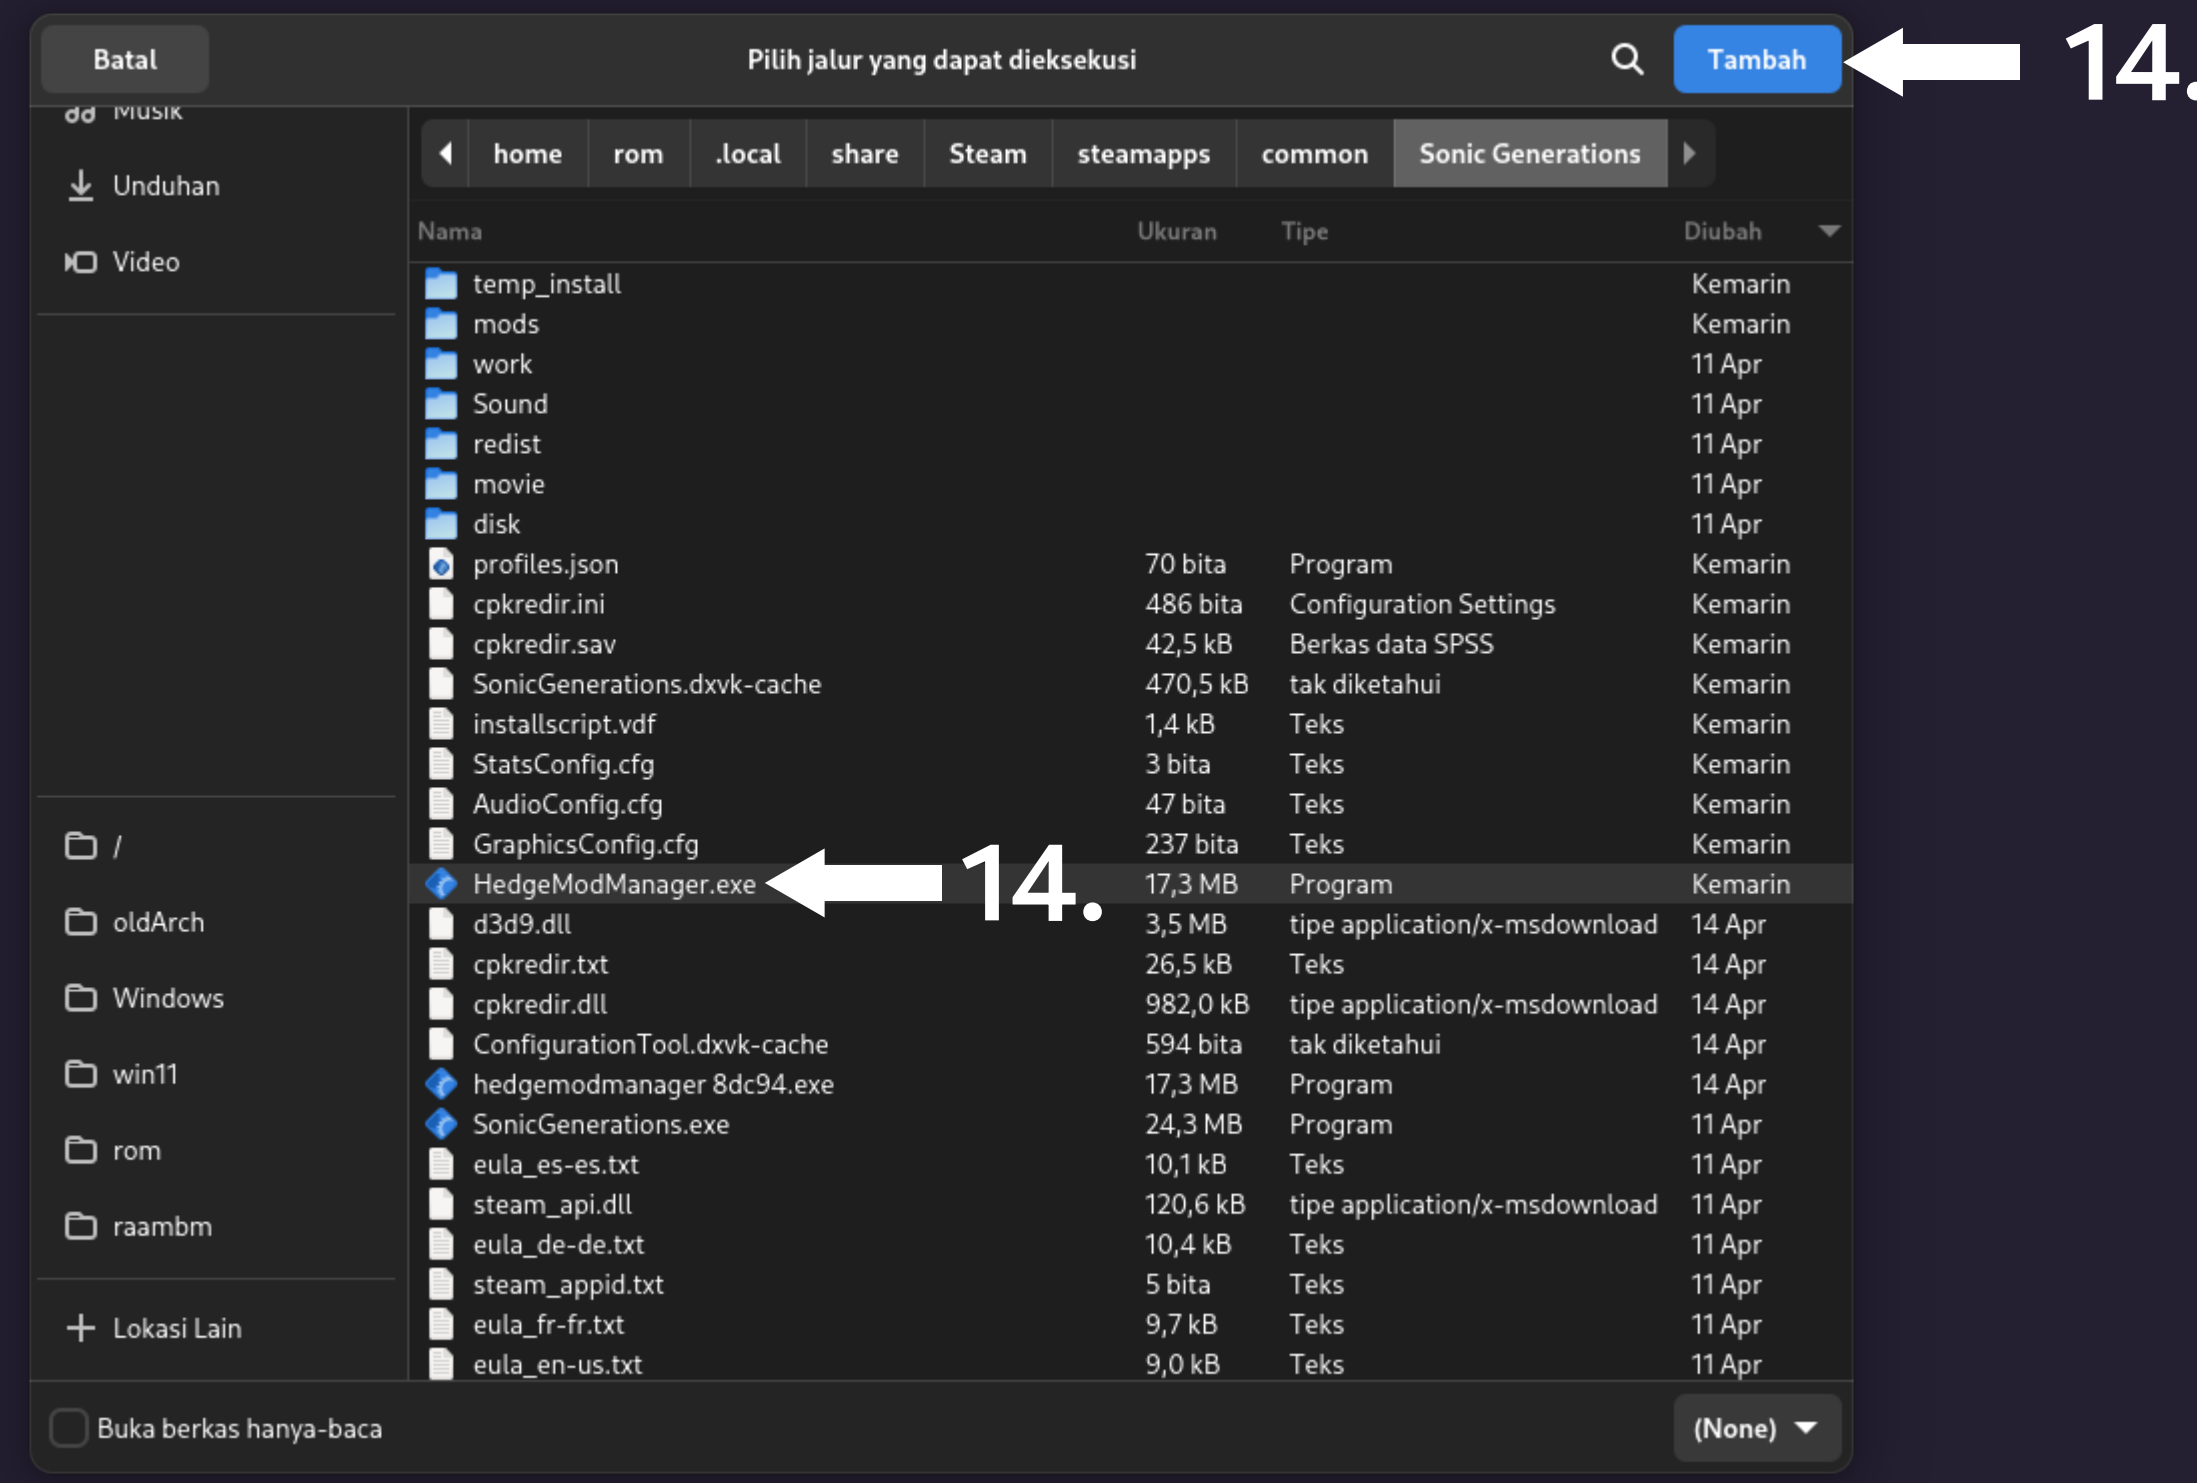 Batal Pilih jalur yang dapat dieksekusi Tambah 14.
Musik
Unduhan
Video
/
oldArch
Windows
win11
rom
raambm
Lokasi Lain
home rom .local share Steam steamapps common Sonic Generations
Nama Ukuran Tipe Diubah
temp_install Kemarin
mods Kemarin
work 11 Apr
Sound 11 Apr
redist 11 Apr
movie 11 Apr
disk 11 Apr
profiles.json 70 bita Program Kemarin
cpkredir.ini 486 bita Configuration Settings Kemarin
cpkredir.sav 42,5 kB Berkas data SPSS Kemarin
SonicGenerations.dxvk-cache 470,5 kB tak diketahui Kemarin
installscript.vdf 1,4 kB Teks Kemarin
StatsConfig.cfg 3 bita Teks Kemarin
AudioConfig.cfg 47 bita Teks Kemarin
GraphicsConfig.cfg 237 bita Teks Kemarin
HedgeModManager.exe 14. 17,3 MB Program Kemarin
d3d9.dll 3,5 MB tipe application/x-msdownload 14 Apr
cpkredir.txt 26,5 kB Teks 14 Apr
cpkredir.dll 982,0 kB tipe application/x-msdownload 14 Apr
ConfigurationTool.dxvk-cache 594 bita tak diketahui 14 Apr
hedgemodmanager 8dc94.exe 17,3 MB Program 14 Apr
SonicGenerations.exe 24,3 MB Program 11 Apr
eula_es-es.txt 10,1 kB Teks 11 Apr
steam_api.dll 120,6 kB tipe application/x-msdownload 11 Apr
eula_de-de.txt 10,4 kB Teks 11 Apr
steam_appid.txt 5 bita Teks 11 Apr
eula_fr-fr.txt 9,7 kB Teks 11 Apr
eula_en-us.txt 9,0 kB Teks 11 Apr
Buka berkas hanya-baca (None)